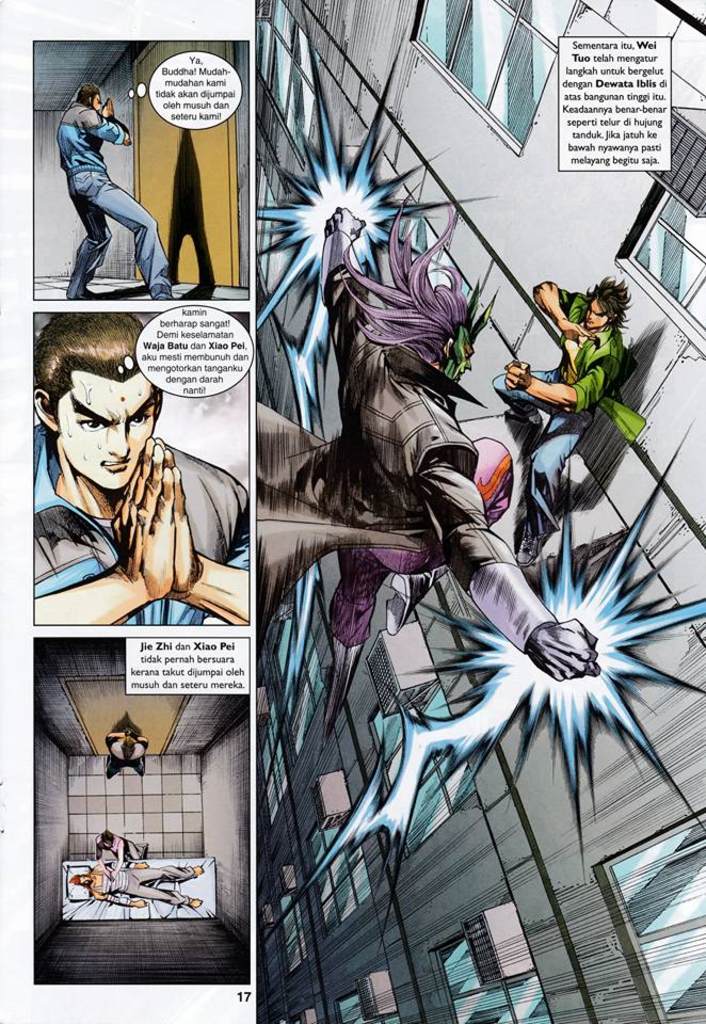 Ya,
Buddha! Mudah-
mudahan kami
tidak akan dijumpai
oleh musuh dan
seteru kami!
kamin
berharap sangat!
Demi keselamatan
Waja Batu dan Xiao Pei,
aku mesti membunuh dan
mengotorkan tanganku
dengan darah
nanti!
Jie Zhi dan Xiao Pei
tidak pernah bersuara
kerana takut dijumpai oleh
musuh dan seteru mereka.
Sementara itu, Wei
Tuo telah mengatur
langkah untuk bergelut
dengan Dewata Iblis di
atas bangunan tinggi itu.
Keadaannya benar-benar
seperti telur di hujung
tanduk. Jika jatuh ke
bawah nyawanya pasti
melayang begitu saja.
17